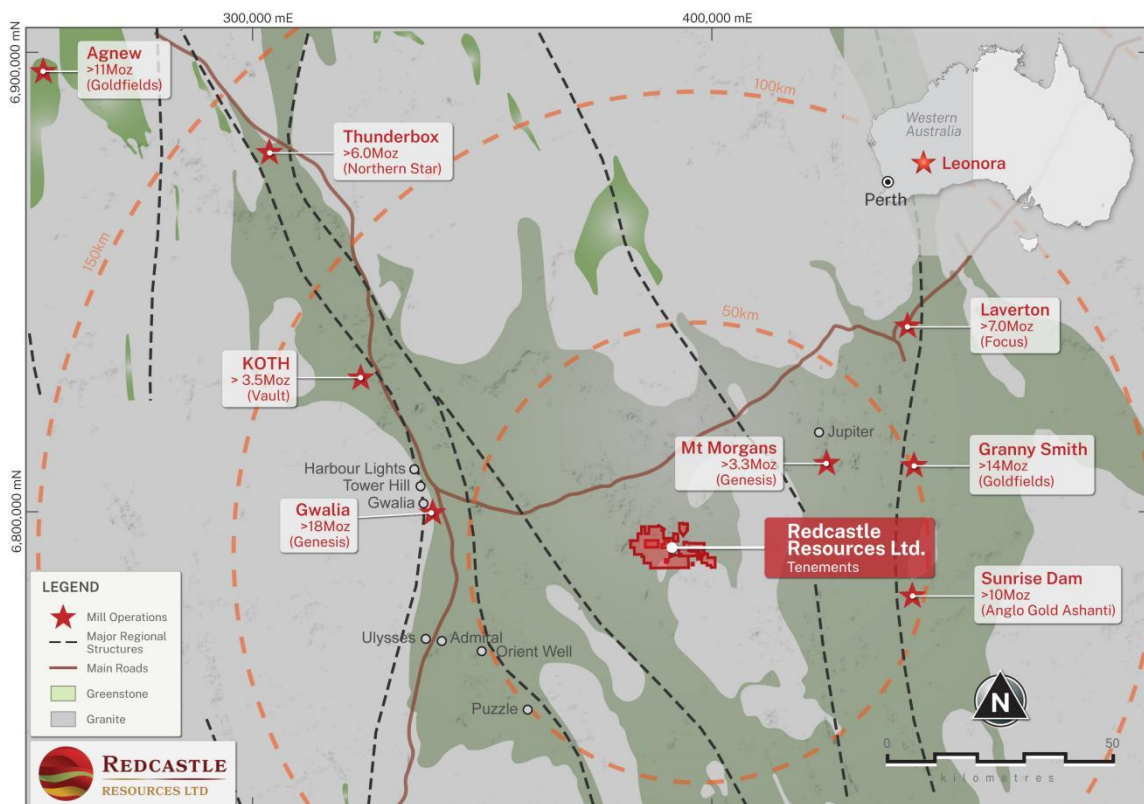 300,000 mE
400,000 mE
6,900,000 mN
6,800,000 mN
Agnew
>11Moz
(Goldfields)
Thunderbox
>6.0Moz
(Northern Star)
100km
150km
50km
Western
Australia
Leonora
Perth
Laverton
>7.0Moz
(Focus)
KOTH
> 3.5Moz
(Vault)
Jupiter
Mt Morgans
>3.3Moz
(Genesis)
Granny Smith
>14Moz
(Goldfields)
Harbour Lights
Tower Hill
Gwalia
Gwalia
>18Moz
(Genesis)
Redcastle
Resources Ltd.
Tenements
Sunrise Dam
>10Moz
(Anglo Gold Ashanti)
Ulysses
Admiral
Orient Well
Puzzle
LEGEND
Mill Operations
Major Regional
Structures
Main Roads
Greenstone
Granite
N
0
50
kilometres
REDCASTLE
RESOURCES LTD